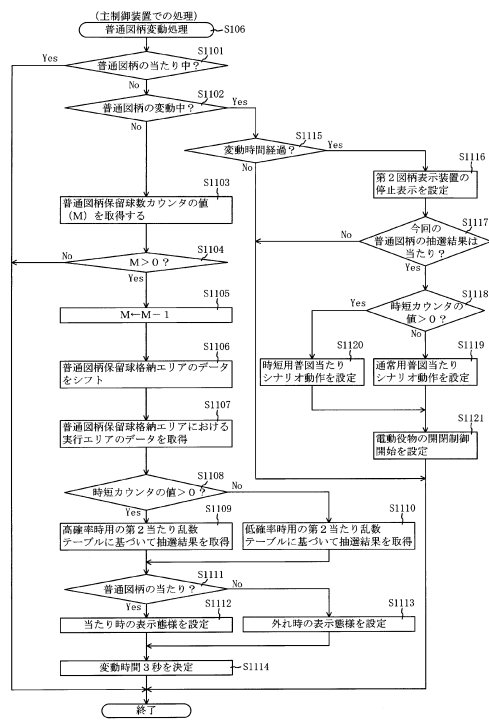 (主制御装置での処理)
普通図柄変動処理
S106
S1101
普通図柄の当たり中？
Yes
No
S1102
普通図柄の変動中？
Yes
No
S1115
変動時間経過？
Yes
No
S1116
第２図柄表示装置の
停止表示を設定
S1117
今回の
普通図柄の抽選結果は
当たり？
No
Yes
S1118
時短カウンタの
値＞０？
Yes
No
S1120
時短用普図当たり
シナリオ動作を設定
S1119
通常用普図当たり
シナリオ動作を設定
S1121
電動役物の開閉制御
開始を設定
S1103
普通図柄保留球数カウンタの値
（Ｍ）を取得する
S1104
Ｍ＞０？
No
Yes
S1105
Ｍ←Ｍ－１
S1106
普通図柄保留球格納エリアのデータ
をシフト
S1107
普通図柄保留球格納エリアにおける
実行エリアのデータを取得
S1108
時短カウンタの値＞０？
No
Yes
S1109
高確率時用の第２当たり乱数
テーブルに基づいて抽選結果を取得
S1110
低確率時用の第２当たり乱数
テーブルに基づいて抽選結果を取得
S1111
普通図柄の当たり？
No
Yes
S1112
当たり時の表示態様を設定
S1113
外れ時の表示態様を設定
変動時間３秒を決定
S1114
終了